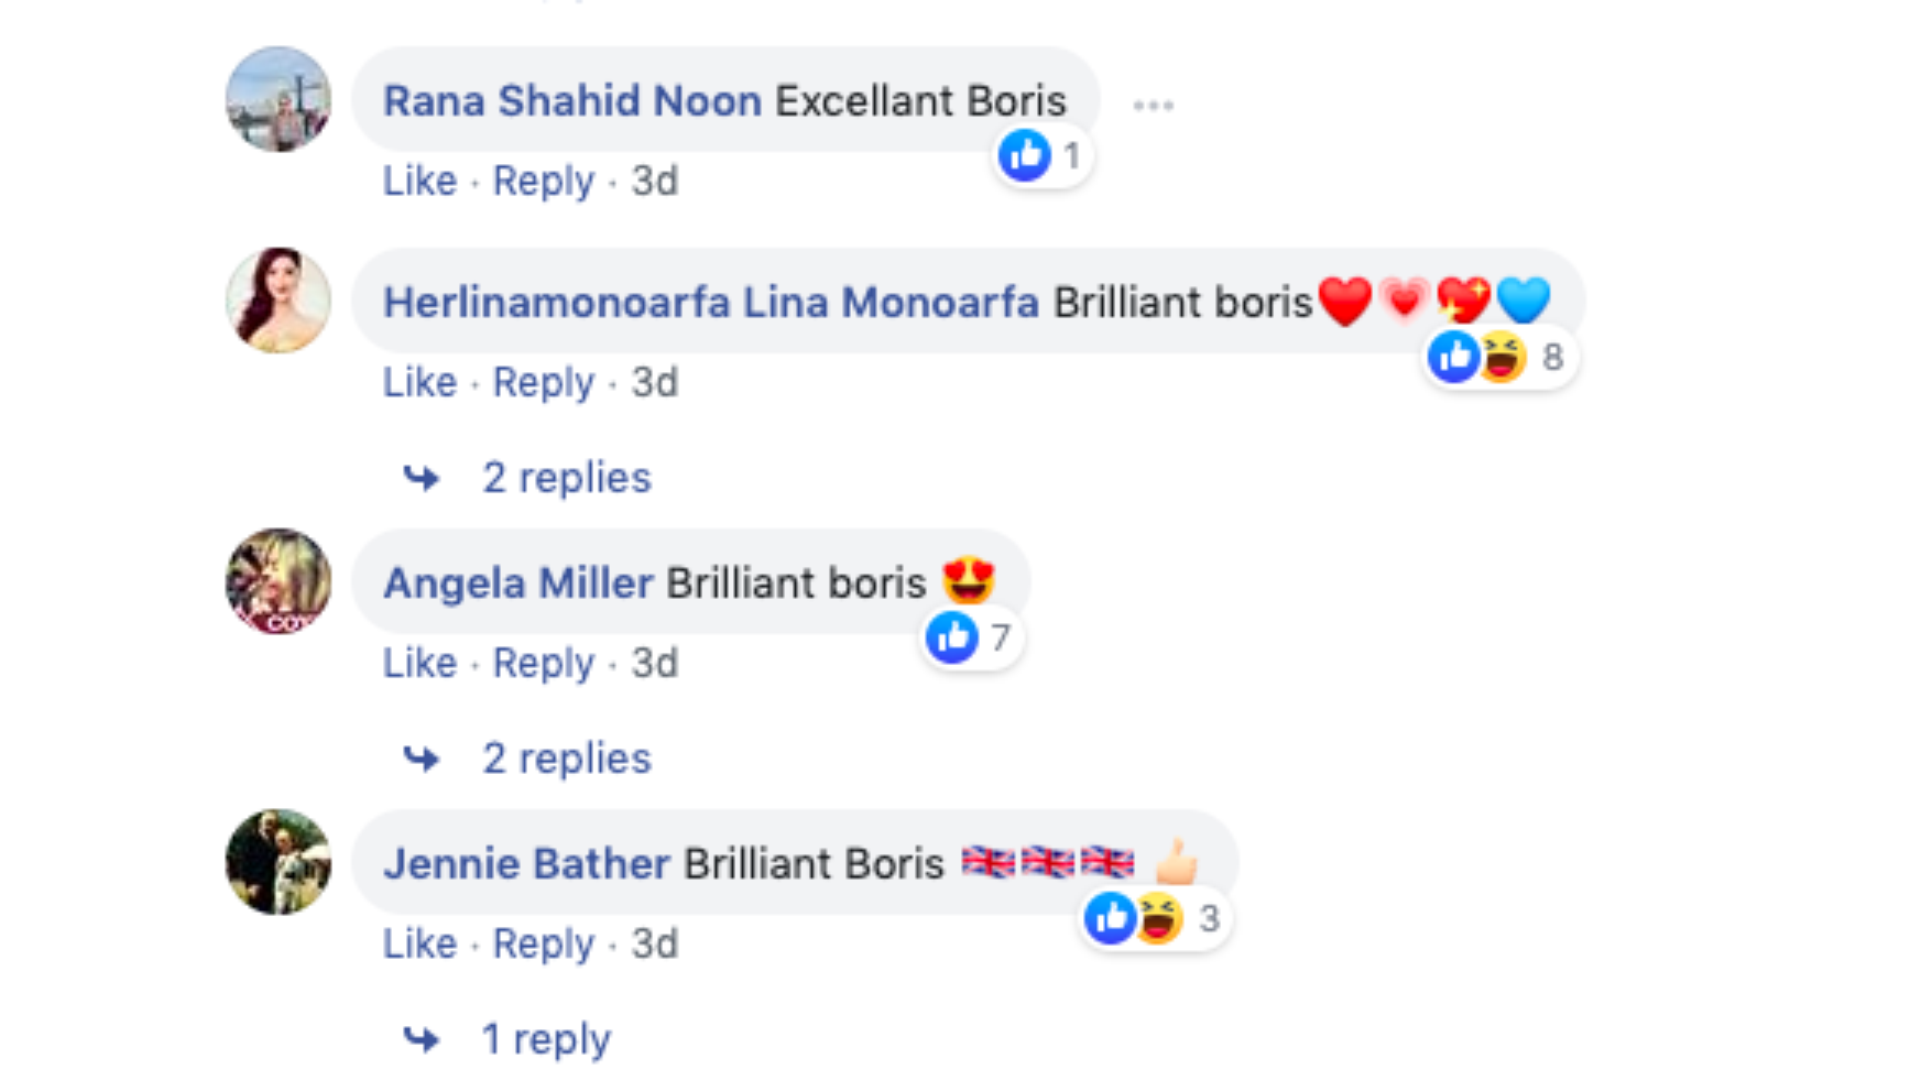 Rana Shahid Noon Excellant Boris
1
Like · Reply · 3d
Herlinamonoarfa Lina Monoarfa Brilliant boris❤️💗💖💙
8
Like · Reply · 3d
2 replies
Angela Miller Brilliant boris 😍
7
Like · Reply · 3d
2 replies
Jennie Bather Brilliant Boris 🇬🇧🇬🇧🇬🇧 👍🏻
3
Like · Reply · 3d
1 reply